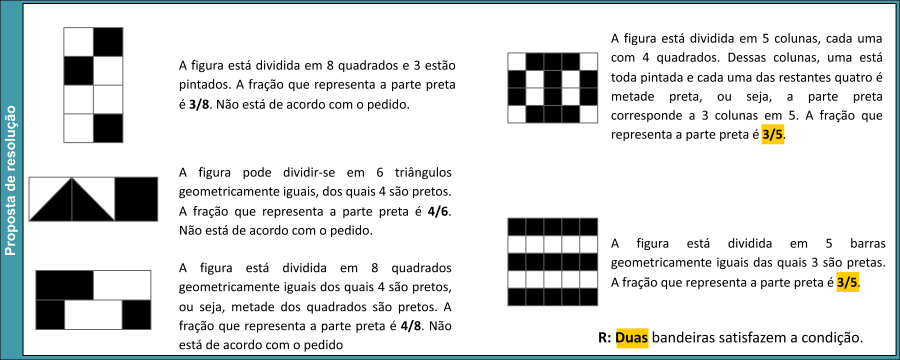 Proposta de resolução
A figura está dividida em 8 quadrados e 3 estão
pintados. A fração que representa a parte preta
é 3/8. Não está de acordo com o pedido.
A figura pode dividir-se em 6 triângulos
geometricamente iguais, dos quais 4 são pretos.
A fração que representa a parte preta é 4/6.
Não está de acordo com o pedido.
A figura está dividida em 8 quadrados
geometricamente iguais dos quais 4 são pretos,
ou seja, metade dos quadrados são pretos. A
fração que representa a parte preta é 4/8. Não
está de acordo com o pedido
A figura está dividida em 5 colunas, cada uma
com 4 quadrados. Dessas colunas, uma está
toda pintada e cada uma das restantes quatro é
metade preta, ou seja, a parte preta
corresponde a 3 colunas em 5. A fração que
representa a parte preta é 3/5.
A figura está dividida em 5 barras
geometricamente iguais das quais 3 são pretas.
A fração que representa a parte preta é 3/5.
R: Duas bandeiras satisfazem a condição.